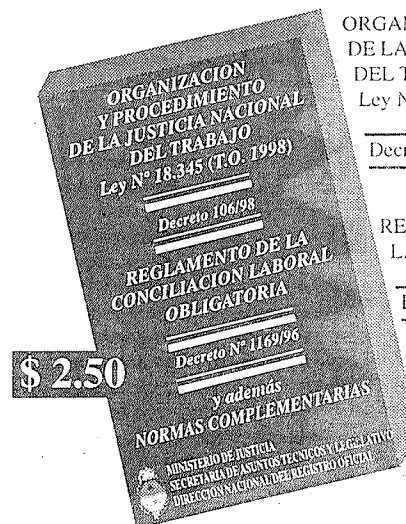 ORGANIZACION
Y PROCEDIMIENTO
DE LA JUSTICIA NACIONAL
DEL TRABAJO
Ley Nº 18.345 (T.O. 1998)
Decreto 106/98
REGLAMENTO DE LA
CONCILIACION LABORAL
OBLIGATORIA
Decreto Nº 1169/96
y además
NORMAS COMPLEMENTARIAS
MINISTERIO DE JUSTICIA
SECRETARIA DE ASUNTOS TECNICOS Y LEGISLATIVO
DIRECCION NACIONAL DEL REGISTRO OFICIAL
$ 2.50
ORGA
DE LA
DEL T
Ley N
Decr
RE
LA